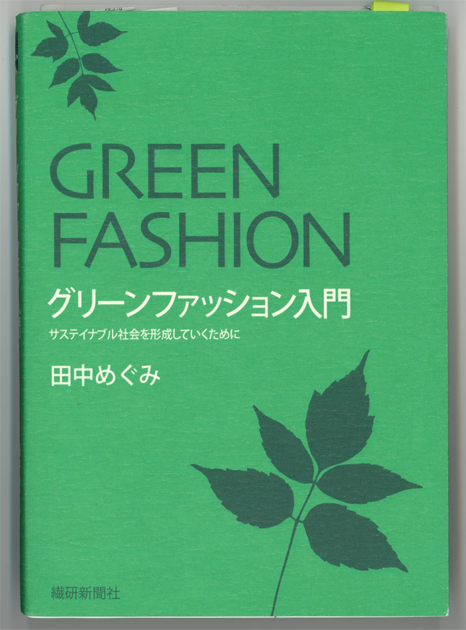 GREEN
FASHION
グリーンファッション入門
サステイナブル社会を形成していくために
田中めぐみ
繊研新聞社